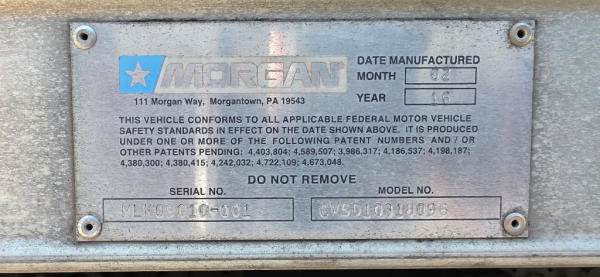 MORGAN
111 Morgan Way, Morgantown, PA 19543
DATE MANUFACTURED
MONTH 02
YEAR 16
THIS VEHICLE CONFORMS TO ALL APPLICABLE FEDERAL MOTOR VEHICLE
SAFETY STANDARDS IN EFFECT ON THE DATE SHOWN ABOVE. IT IS PRODUCED
UNDER ONE OR MORE OF THE FOLLOWING PATENT NUMBERS AND / OR
OTHER PATENTS PENDING: 4,403,804; 4,589,507; 3,986,317; 4,186,537; 4,198,187;
4,380,300; 4,380,415; 4,242,032; 4,722,109; 4,673,048.
DO NOT REMOVE
SERIAL NO.
MODEL NO.
GVSD10318096